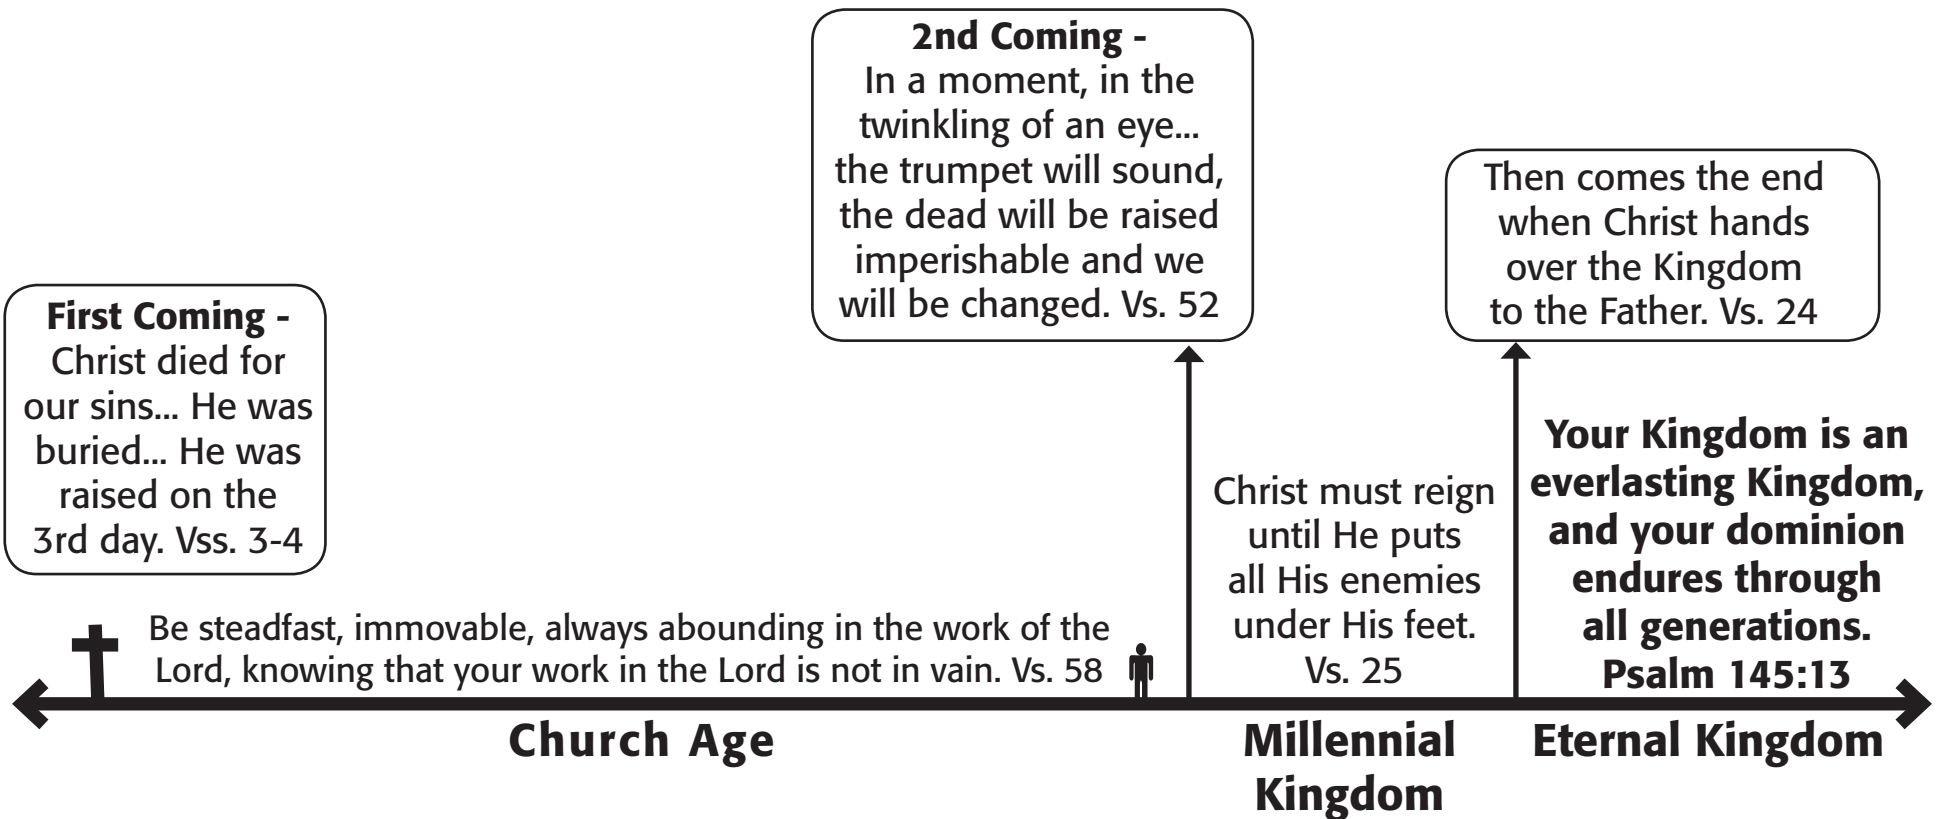 First Coming -
Christ died for
our sins... He was
buried... He was
raised on the
3rd day. Vss. 3-4
Be steadfast, immovable, always abounding in the work of the
Lord, knowing that your work in the Lord is not in vain. Vs. 58
Church Age
2nd Coming -
In a moment, in the
twinkling of an eye...
the trumpet will sound,
the dead will be raised
imperishable and we
will be changed. Vs. 52
Christ must reign
until He puts
all His enemies
under His feet.
Vs. 25
Millennial
Kingdom
Then comes the end
when Christ hands
over the Kingdom
to the Father. Vs. 24
Your Kingdom is an
everlasting Kingdom,
and your dominion
endures through
all generations.
Psalm 145:13
Eternal Kingdom